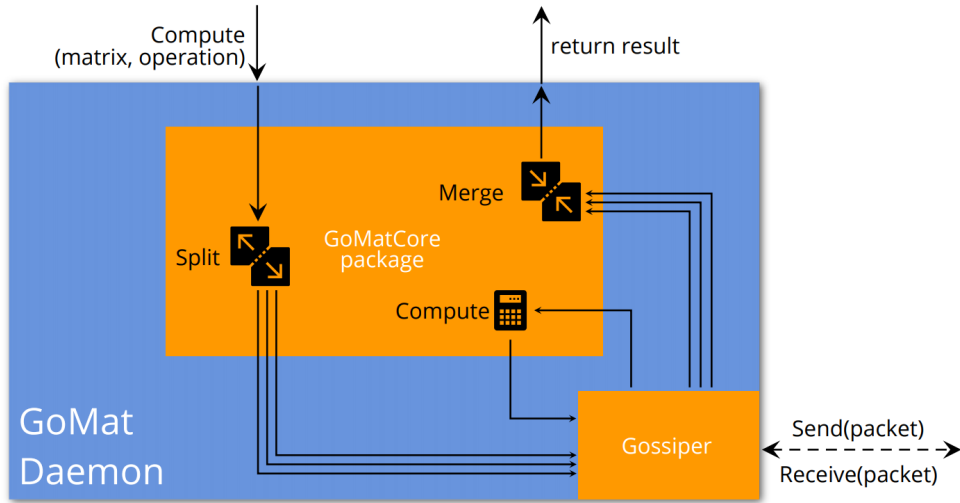 Compute
(matrix, operation)
return result
Merge
GoMatCore
package
Split
Compute
GoMat
Daemon
Gossiper
Send(packet)
Receive(packet)